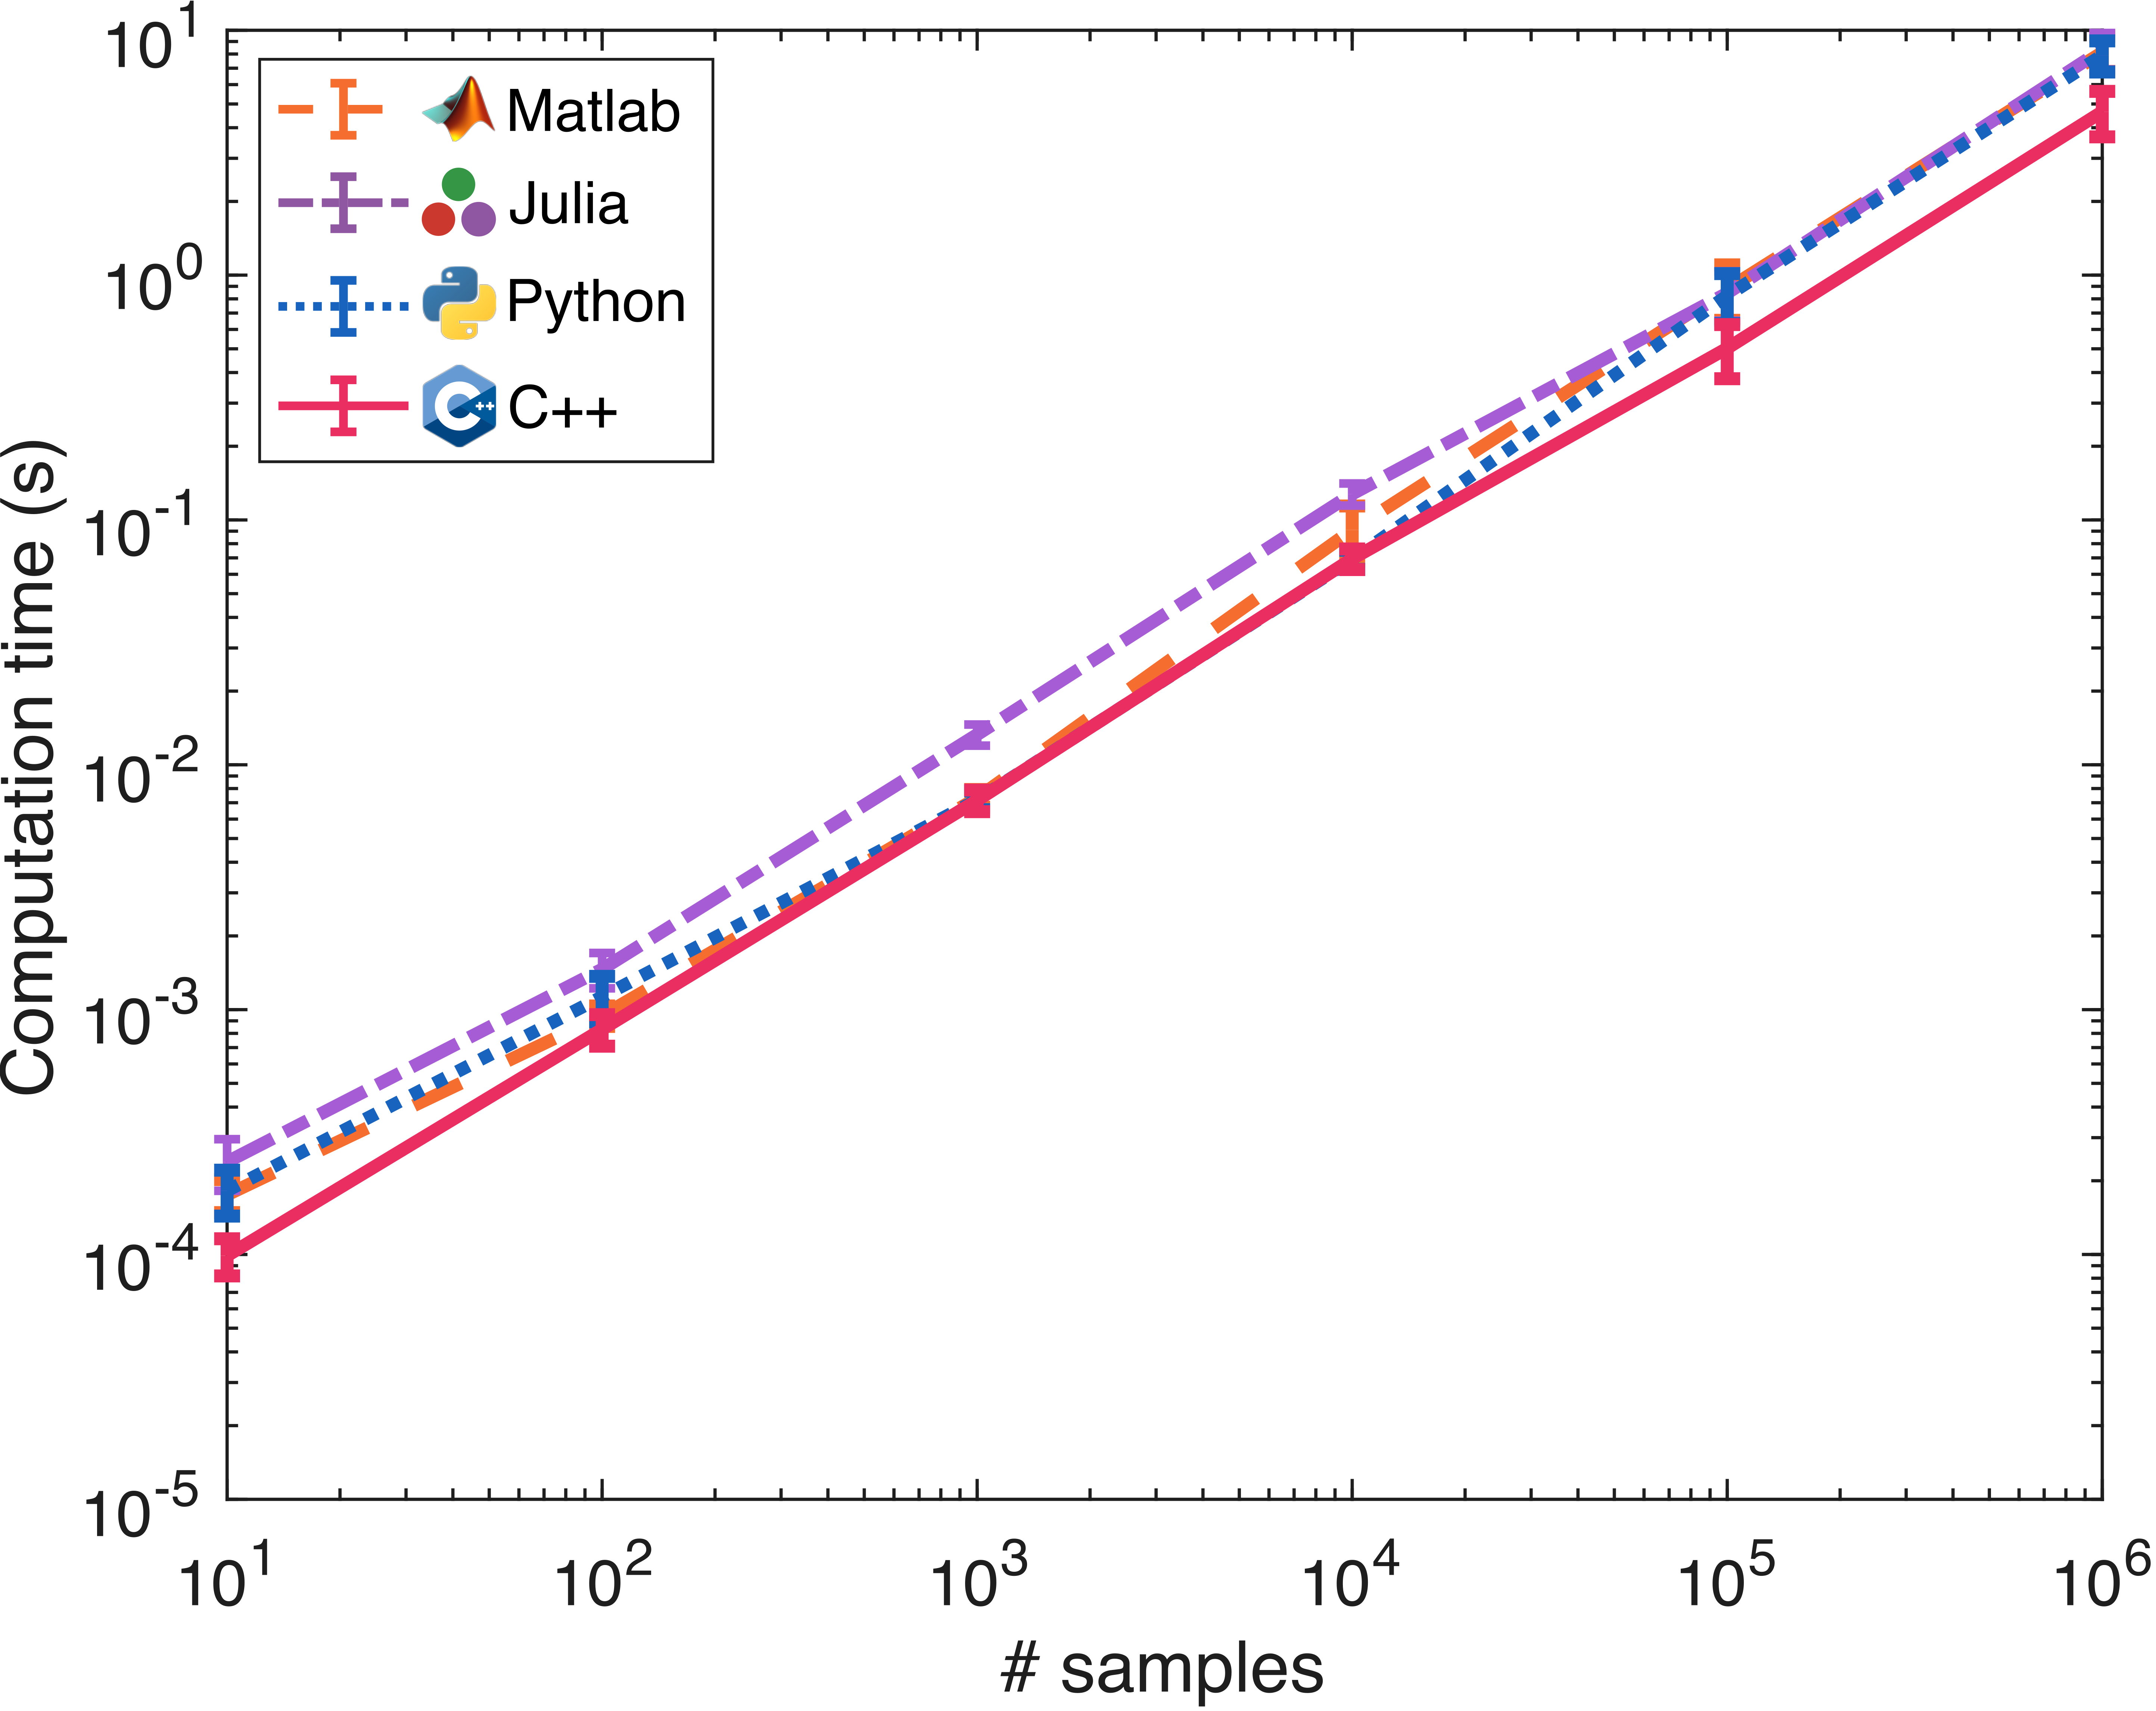 Computation time (s)
10^1
10^0
10^-1
10^-2
10^-3
10^-4
10^-5
Matlab
Julia
Python
C++ C++
10^1 10^2 10^3 10^4 10^5 10^6
# samples